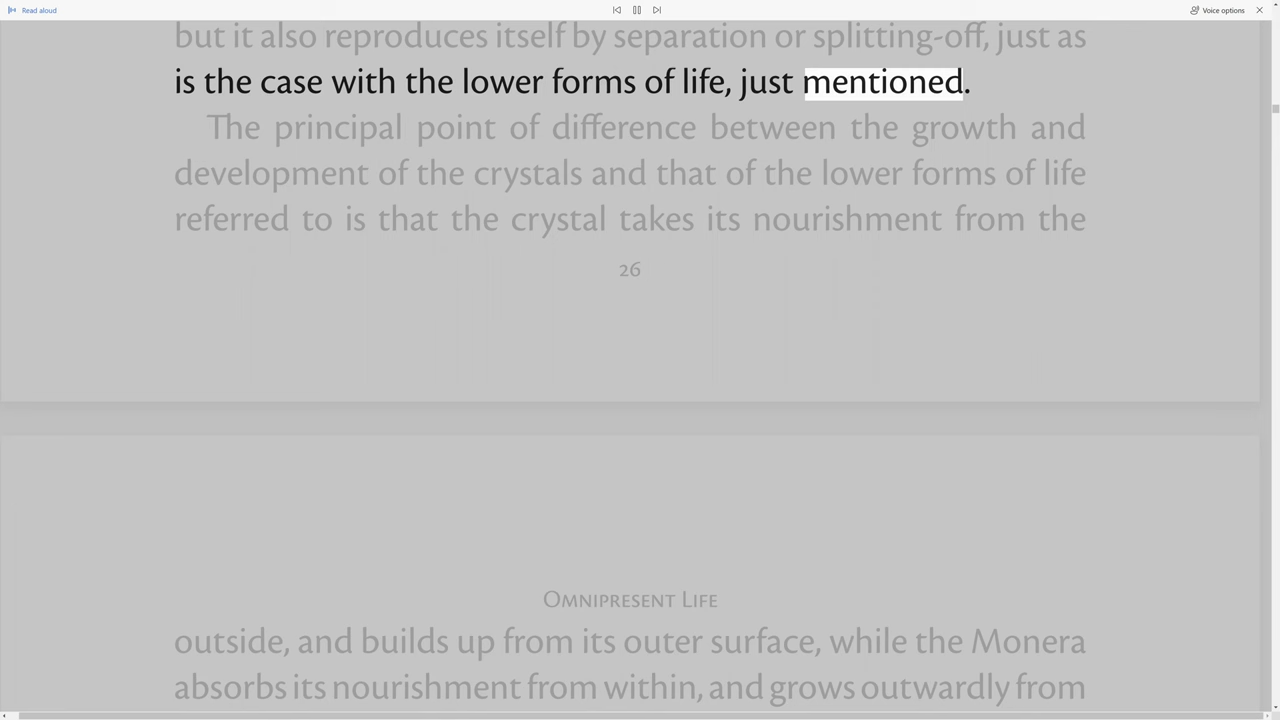 Read aloud
Voice options
but it also reproduces itself by separation or splitting-off, just as
is the case with the lower forms of life, just mentioned.
The principal point of difference between the growth and
development of the crystals and that of the lower forms of life
referred to is that the crystal takes its nourishment from the
26
Omnipresent Life
outside, and builds up from its outer surface, while the Monera
absorbs its nourishment from within, and grows outwardly from